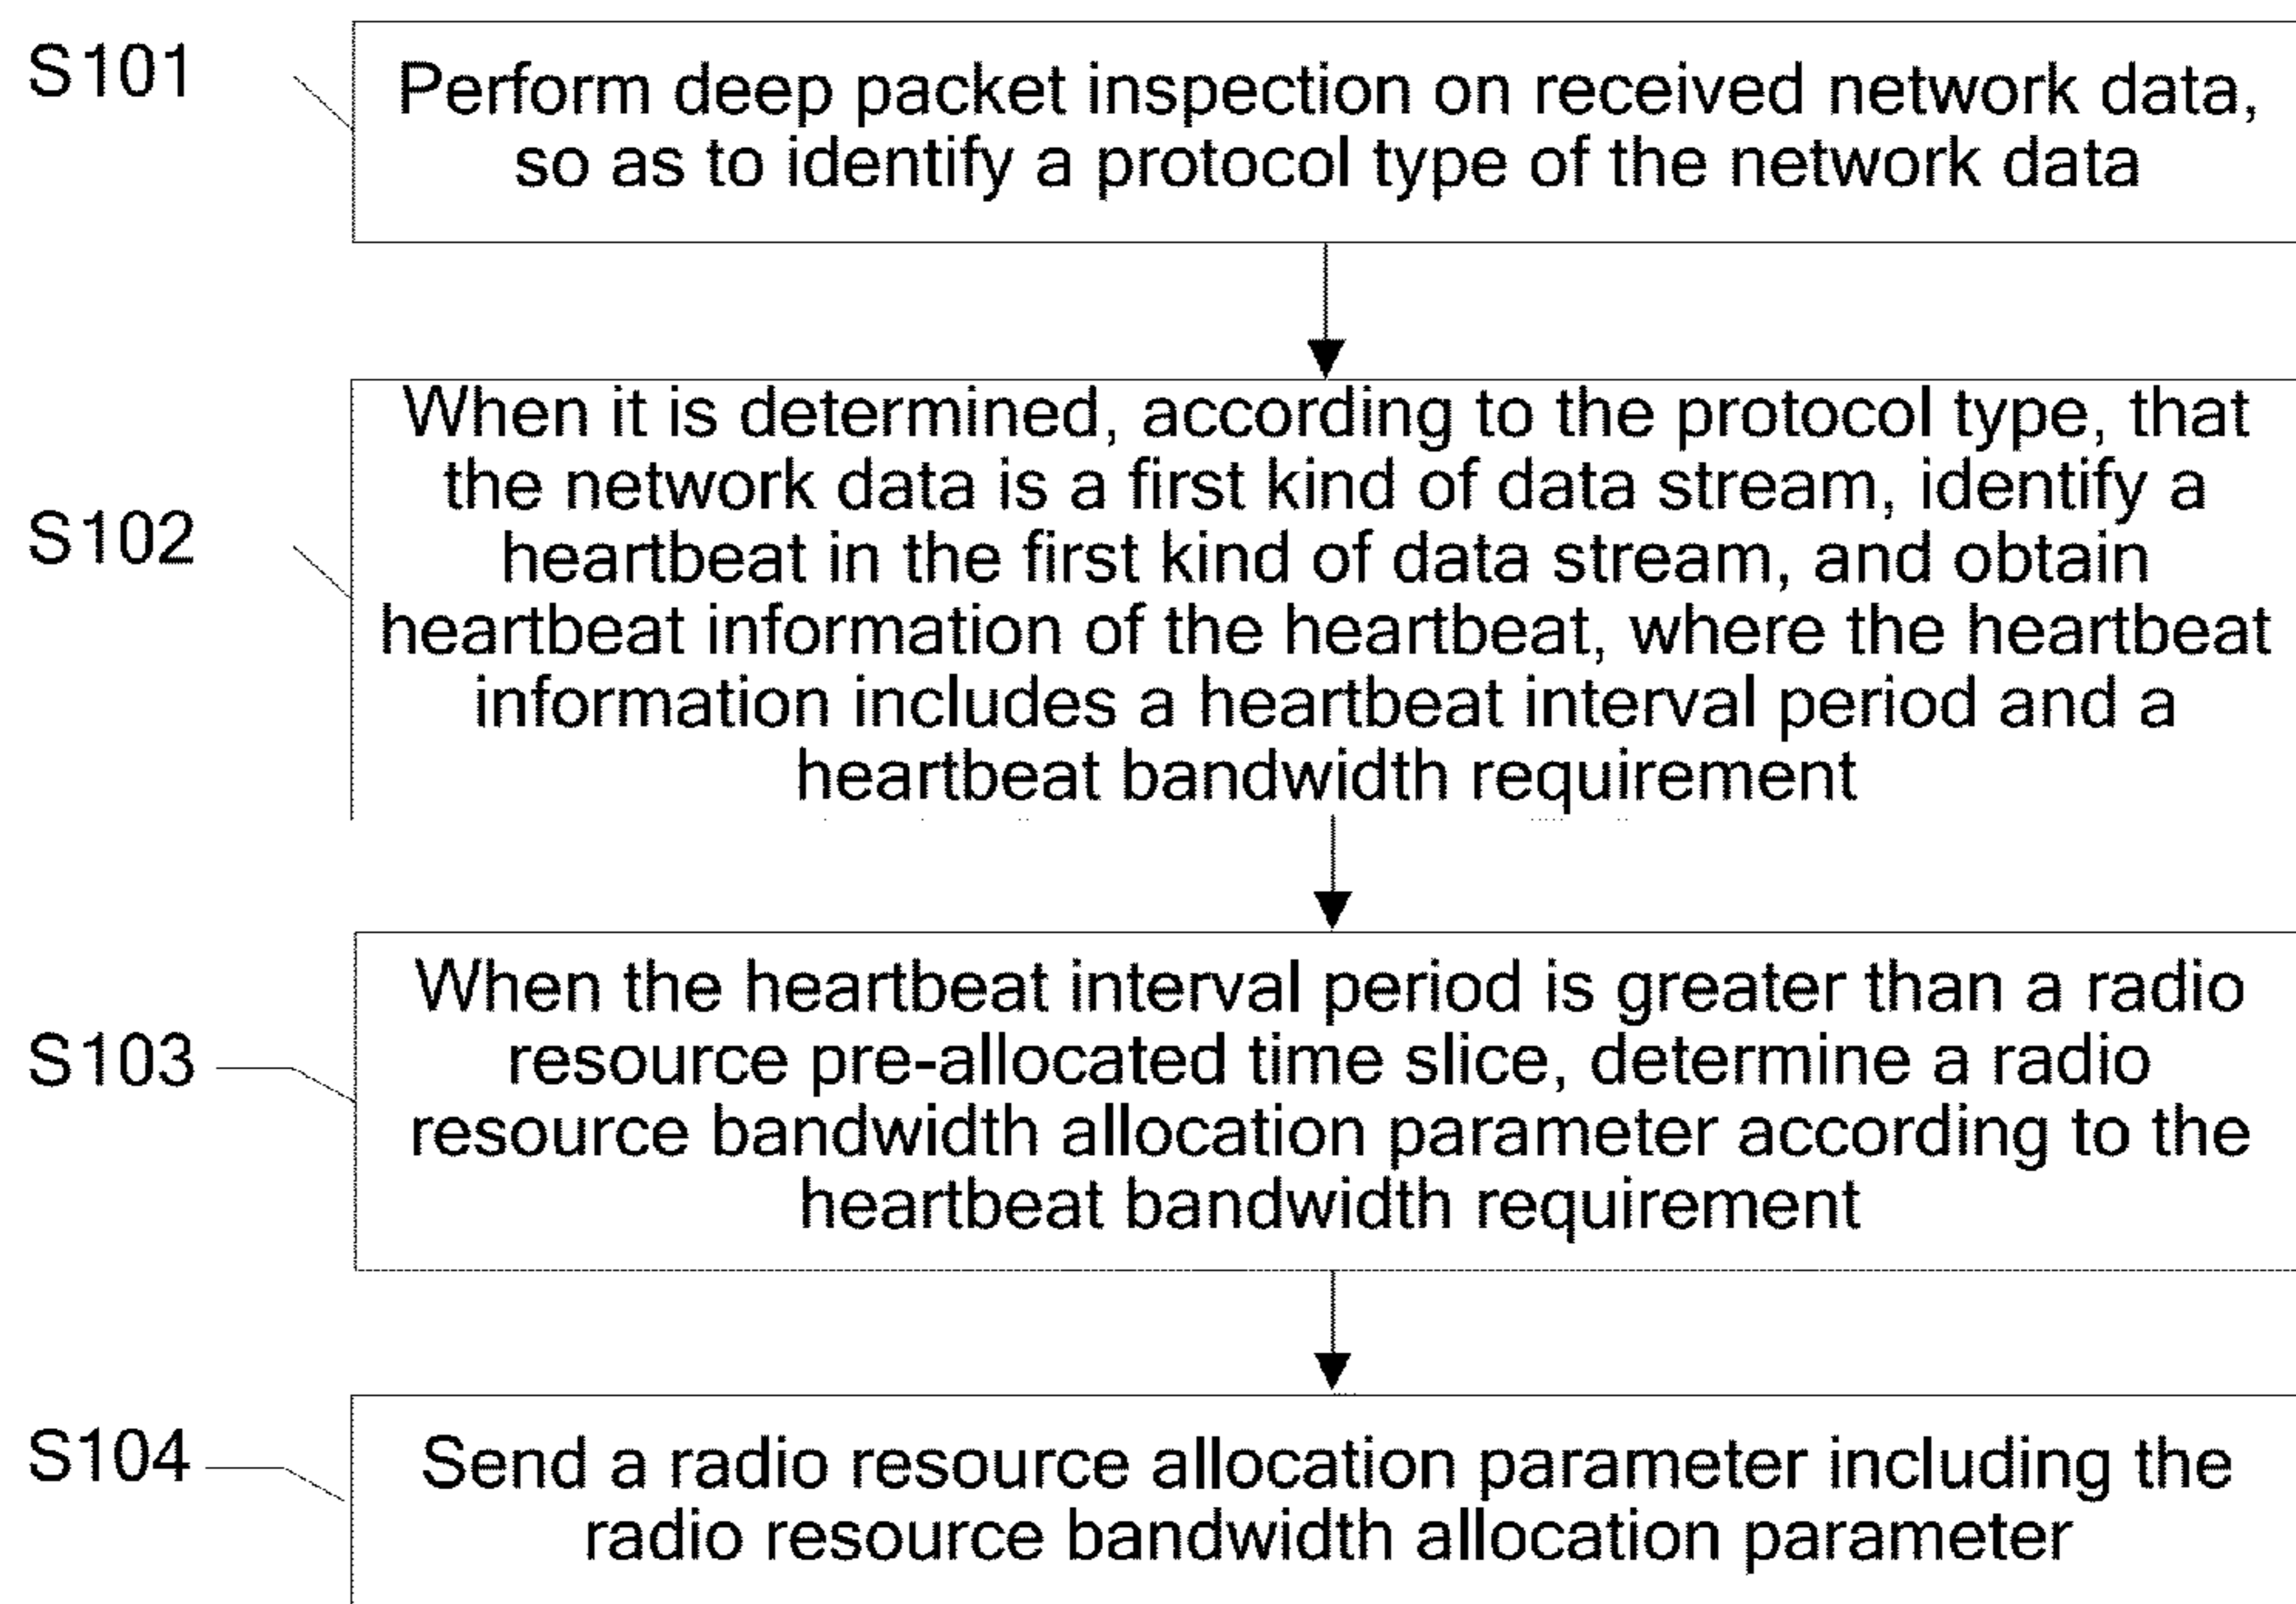 S101
Perform deep packet inspection on received network data,
so as to identify a protocol type of the network data
S102
When it is determined, according to the protocol type, that
the network data is a first kind of data stream, identify a
heartbeat in the first kind of data stream, and obtain
heartbeat information of the heartbeat, where the heartbeat
information includes a heartbeat interval period and a
heartbeat bandwidth requirement
S103
When the heartbeat interval period is greater than a radio
resource pre-allocated time slice, determine a radio
resource bandwidth allocation parameter according to the
heartbeat bandwidth requirement
S104
Send a radio resource allocation parameter including the
radio resource bandwidth allocation parameter